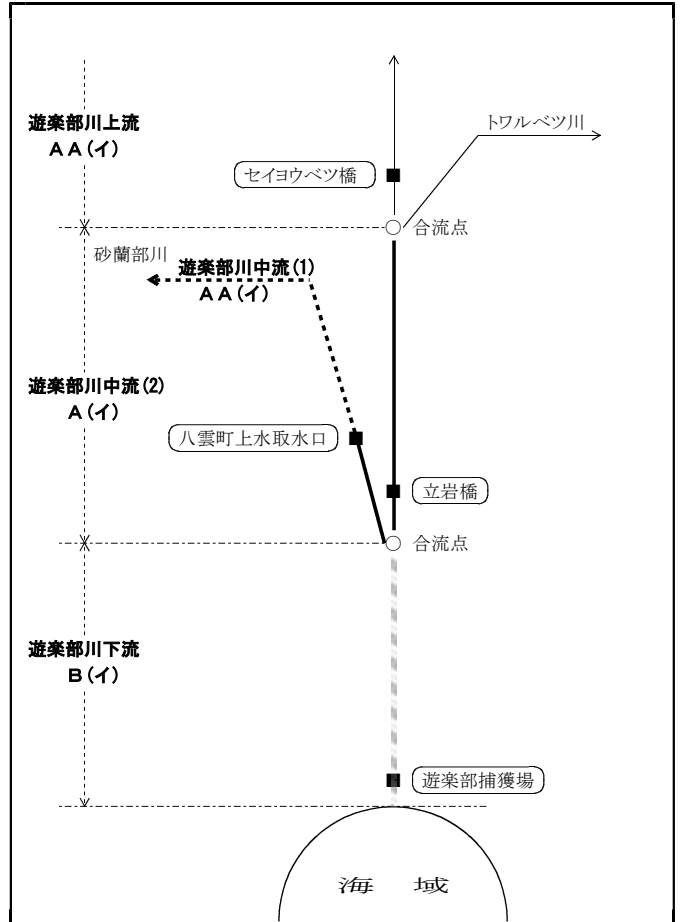 トワルベツ川
遊楽部川上流
ＡＡ（イ）
セイヨウベツ橋
合流点
砂蘭部川
遊楽部川中流(1)
ＡＡ（イ）
遊楽部川中流(2)
Ａ（イ）
八雲町上水取水口
立岩橋
合流点
遊楽部川下流
Ｂ（イ）
遊楽部捕獲場
海　域